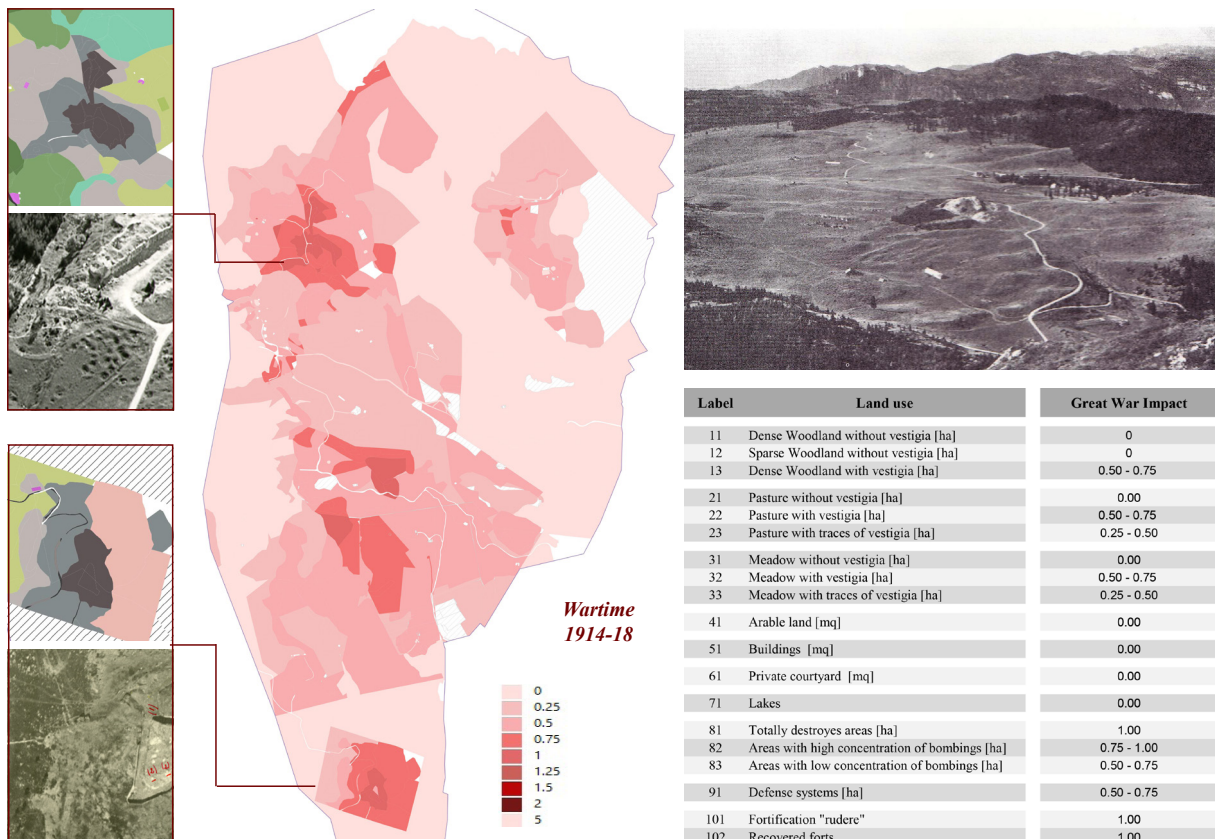 Wartime
1914-18
0
0.25
0.5
0.75
1
1.25
1.5
2
5
Label Land use Great War Impact
11 Dense Woodland without vestigia [ha] 0
12 Sparse Woodland without vestigia [ha] 0
13 Dense Woodland with vestigia [ha] 0.50 - 0.75
21 Pasture without vestigia [ha] 0.00
22 Pasture with vestigia [ha] 0.50 - 0.75
23 Pasture with traces of vestigia [ha] 0.25 - 0.50
31 Meadow without vestigia [ha] 0.00
32 Meadow with vestigia [ha] 0.50 - 0.75
33 Meadow with traces of vestigia [ha] 0.25 - 0.50
41 Arable land [mq] 0.00
51 Buildings [mq] 0.00
61 Private courtyard [mq] 0.00
71 Lakes 0.00
81 Totally destroyes areas [ha] 1.00
82 Areas with high concentration of bombings [ha] 0.75 - 1.00
83 Areas with low concentration of bombings [ha] 0.50 - 0.75
91 Defense systems [ha] 0.50 - 0.75
101 Fortification "rudere" 1.00
102 Recovered forts 1.00